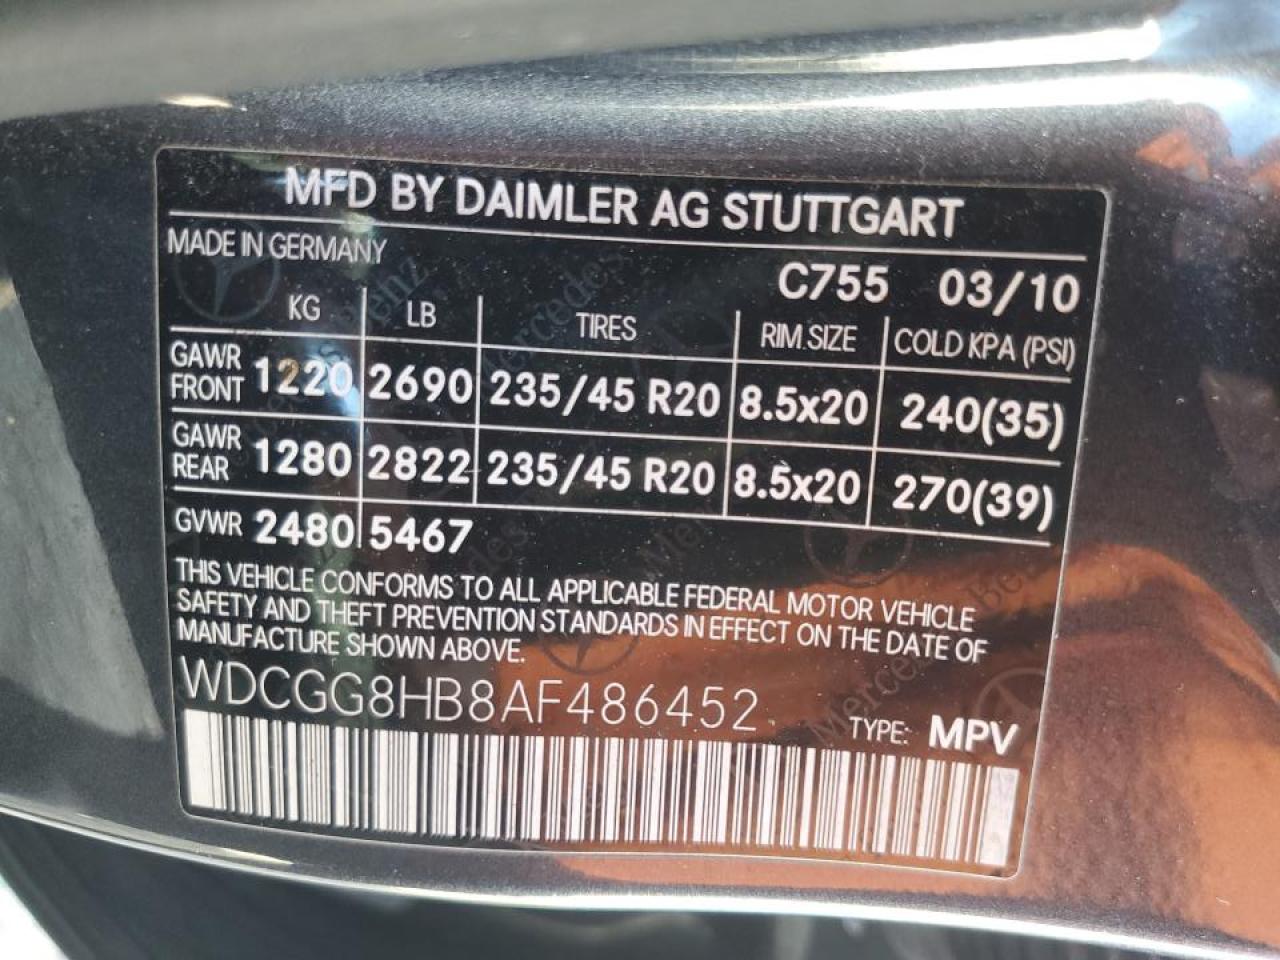 MFD BY DAIMLER AG STUTTGART
MADE IN GERMANY
C755 03/10
KG LB TIRES RIM.SIZE COLD KPA (PSI)
GAWR FRONT 1220 2690 235/45 R20 8.5x20 240(35)
GAWR REAR 1280 2822 235/45 R20 8.5x20 270(39)
GVWR 2480 5467
THIS VEHICLE CONFORMS TO ALL APPLICABLE FEDERAL MOTOR VEHICLE
SAFETY AND THEFT PREVENTION STANDARDS IN EFFECT ON THE DATE OF
MANUFACTURE SHOWN ABOVE.
WDCGG8HB8AF486452
TYPE: MPV
Mercedes-Benz